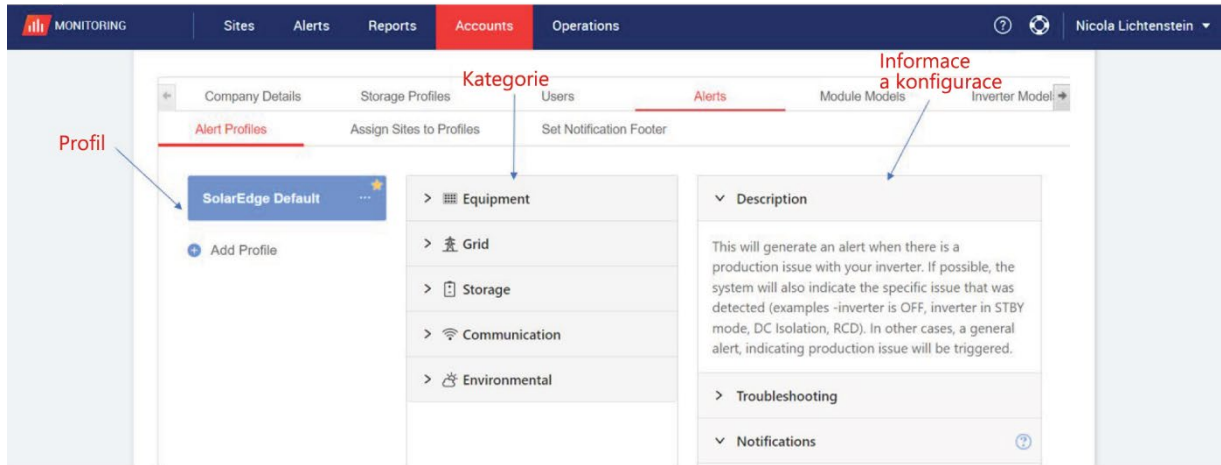 MONITORING Sites Alerts Reports Accounts Operations Nicola Lichtenstein
Kategorie
Informace
a konfigurace
Company Details Storage Profiles Users Alerts Module Models Inverter Models
Profil
Alert Profiles Assign Sites to Profiles Set Notification Footer
SolarEdge Default ...
Add Profile
Equipment
Grid
Storage
Communication
Environmental
Description
This will generate an alert when there is a
production issue with your inverter. If possible, the
system will also indicate the specific issue that was
detected (examples -inverter is OFF, inverter in STBY
mode, DC Isolation, RCD). In other cases, a general
alert, indicating production issue will be triggered.
Troubleshooting
Notifications